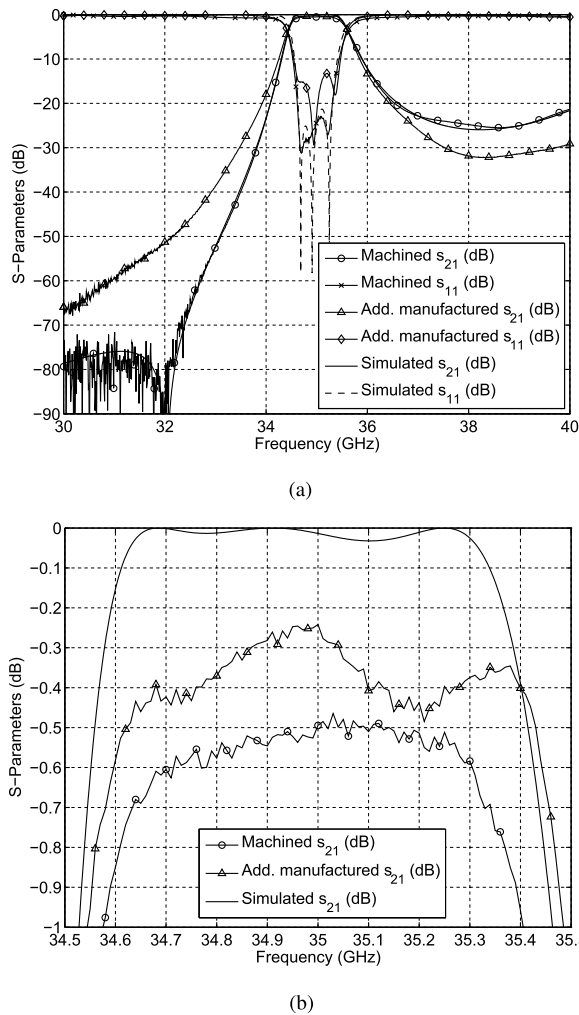 0
−10
−20
−30
−40
−50
−60
−70
−80
−90
S−Parameters (dB)
Machined s21 (dB)
Machined s11 (dB)
Add. manufactured s21 (dB)
Add. manufactured s11 (dB)
Simulated s21 (dB)
Simulated s11 (dB)
30 32 34 36 38 40
Frequency (GHz)
(a)
0
−0.1
−0.2
−0.3
−0.4
−0.5
−0.6
−0.7
−0.8
−0.9
−1
S−Parameters (dB)
Machined s21 (dB)
Add. manufactured s21 (dB)
Simulated s21 (dB)
34.5 34.6 34.7 34.8 34.9 35 35.1 35.2 35.3 35.4 35.
Frequency (GHz)
(b)